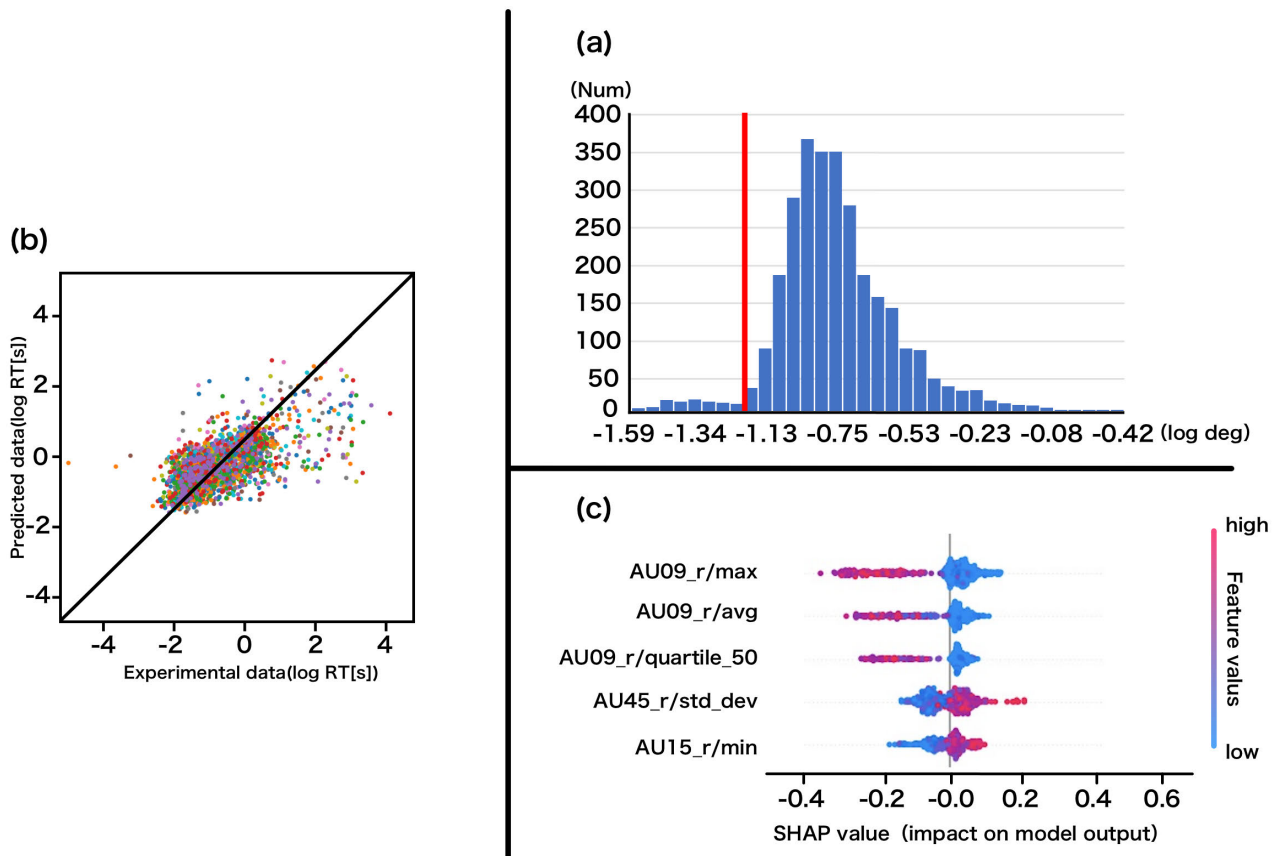 (a)
(Num)
400
350
300
250
200
150
100
50
0
-1.59 -1.34 -1.13 -0.75 -0.53 -0.23 -0.08 -0.42 (log deg)
(b)
Predicted data(log RT[s])
4
2
0
-2
-4
-4 -2 0 2 4
Experimental data(log RT[s])
(c)
AU09_r/max
AU09_r/avg
AU09_r/quartile_50
AU45_r/std_dev
AU15_r/min
-0.4 -0.2 -0.0 0.2 0.4 0.6
SHAP value (impact on model output)
high
Feature valus
low